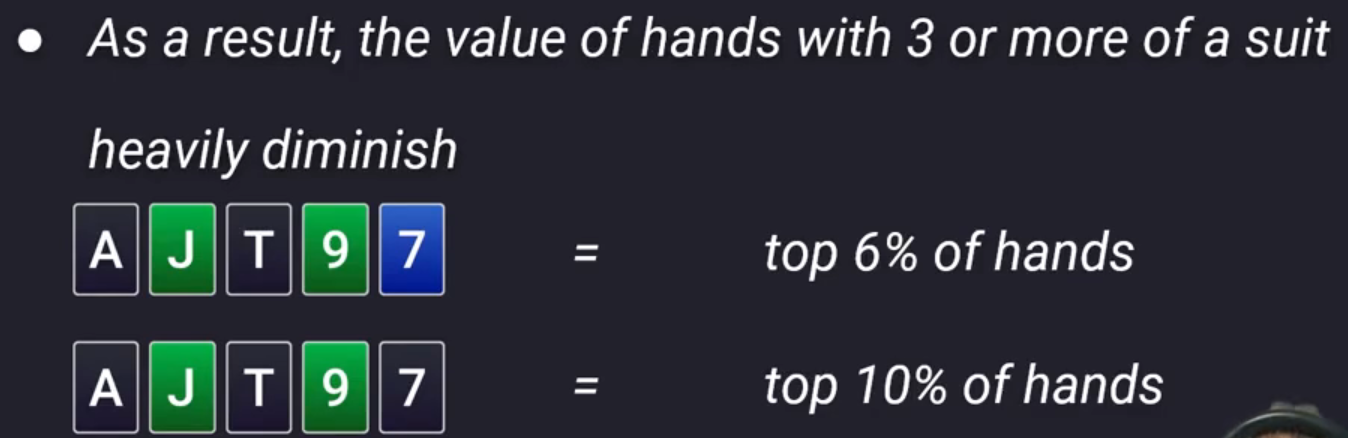 • As a result, the value of hands with 3 or more of a suit
heavily diminish
A J T 9 7 = top 6% of hands
A J T 9 7 = top 10% of hands